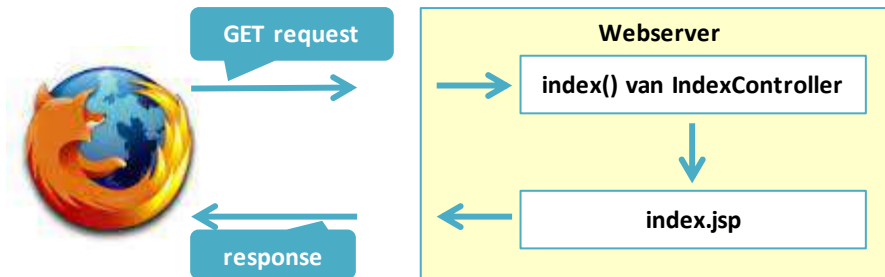 GET request
Webserver
index() van IndexController
index.jsp
response